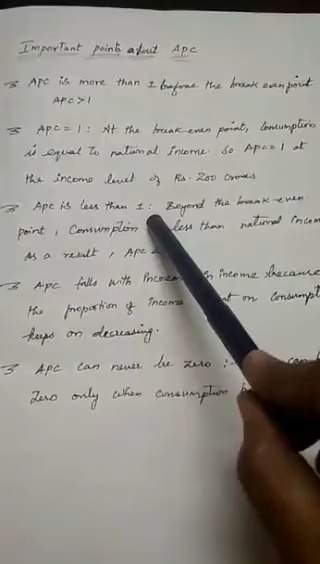 Important points about APC
APC is more than 1 before the break even point
APC > 1
APC = 1 : At the break even point, Consumption
is equal to national income. So APC = 1 at
the income level of Rs. 200 crores
APC is less than 1 : Beyond the break-even
point, Consumption less than national incom
As a result, APC
APC falls with increa in income because
the proportion of income on consumpt
keeps on decreasing.
APC can never be zero :-
Zero only when consumption